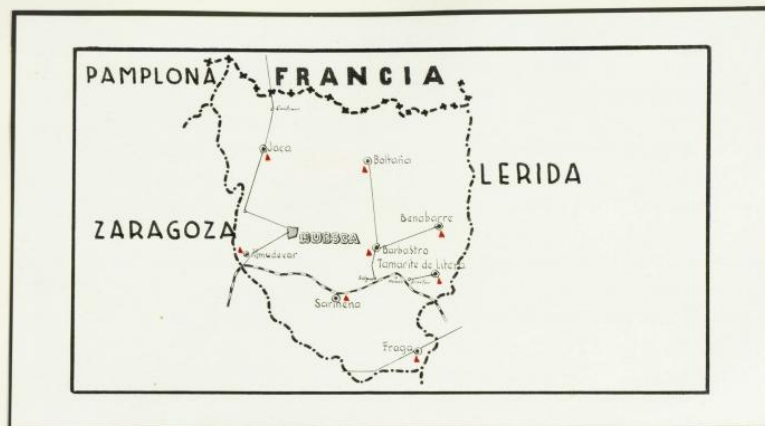 PAMPLONA
FRANCIA
Jaca
Boltaña
LERIDA
Benabarre
ZARAGOZA
HUESCA
Barbastro
Almudevar
Tamarite de Litera
Sariñena
Fraga